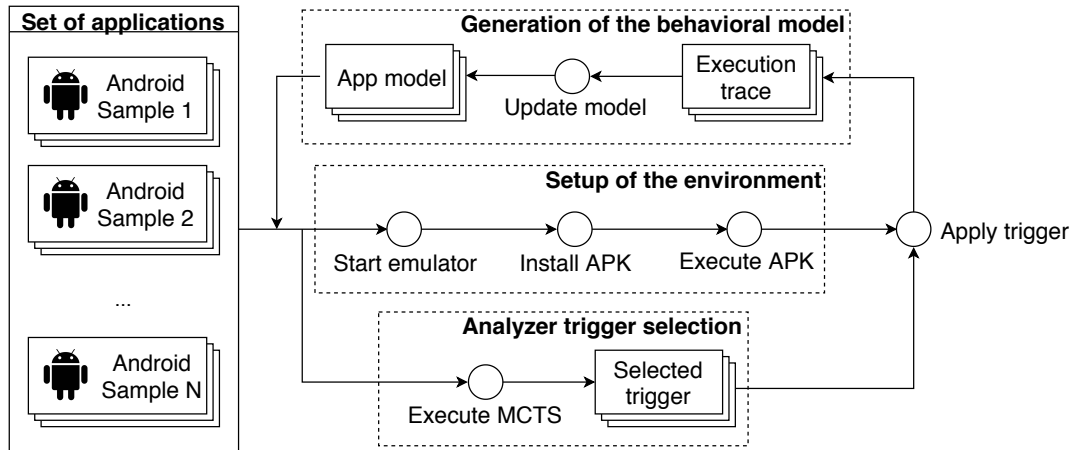 Set of applications
Android
Sample 1
Android
Sample 2
...
Android
Sample N
Generation of the behavioral model
App model
Update model
Execution
trace
Setup of the environment
Start emulator
Install APK
Execute APK
Apply trigger
Analyzer trigger selection
Execute MCTS
Selected
trigger